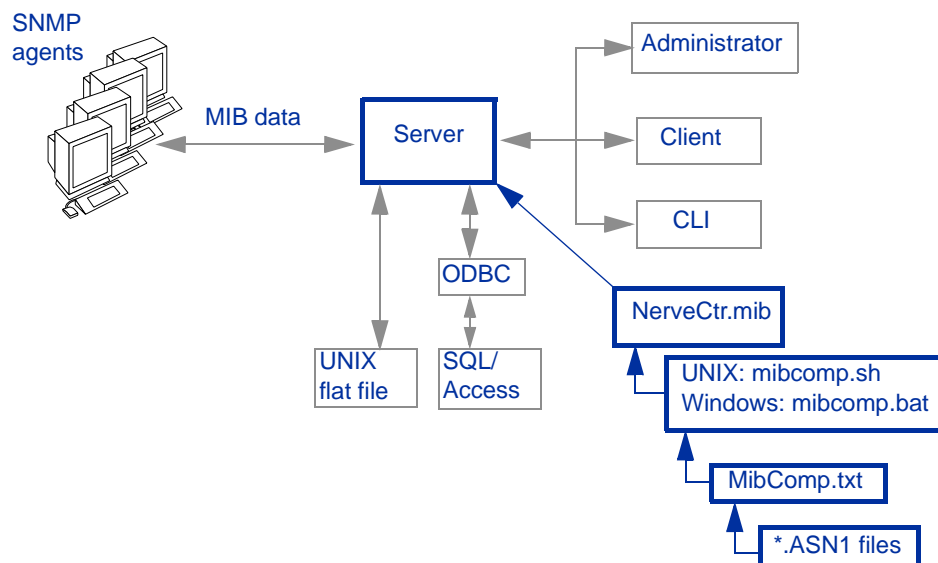 SNMP
agents
MIB data
Server
Administrator
Client
CLI
ODBC
UNIX
flat file
SQL/
Access
NerveCtr.mib
UNIX: mibcomp.sh
Windows: mibcomp.bat
MibComp.txt
*.ASN1 files